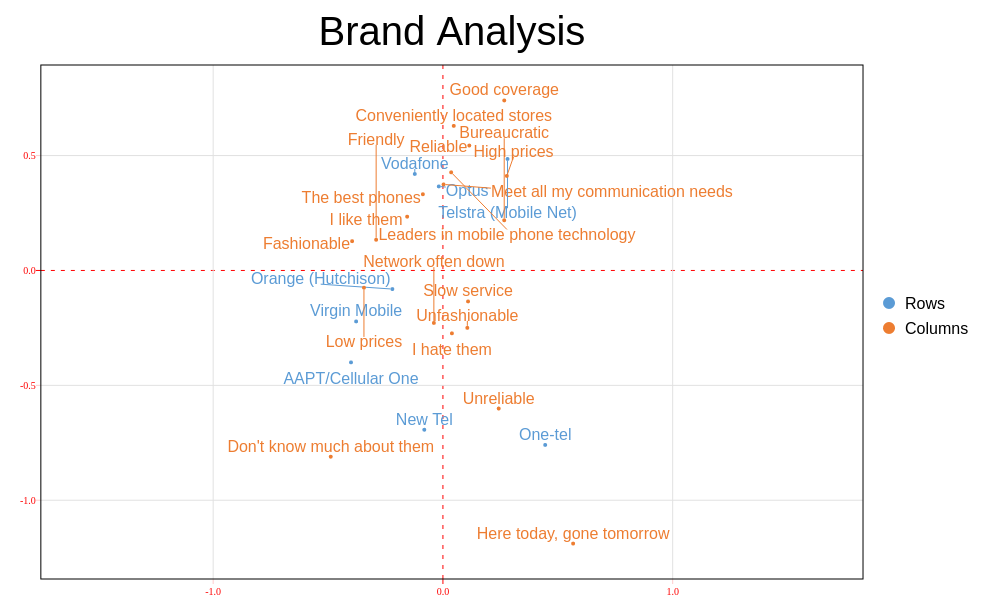 Brand Analysis
Good coverage
Conveniently located stores
Bureaucratic
Friendly
Reliable
High prices
0.5
Vodafone
Optus
Meet all my communication needs
The best phones
Telstra (Mobile Net)
I like them
Leaders in mobile phone technology
Fashionable
Network often down
0.0
Orange (Hutchison)
Slow service
Rows
Virgin Mobile
Unfashionable
Columns
Low prices
I hate them
AAPT/Cellular One
-0.5
Unreliable
New Tel
One-tel
Don't know much about them
-1.0
Here today, gone tomorrow
-1.0
0.0
1.0